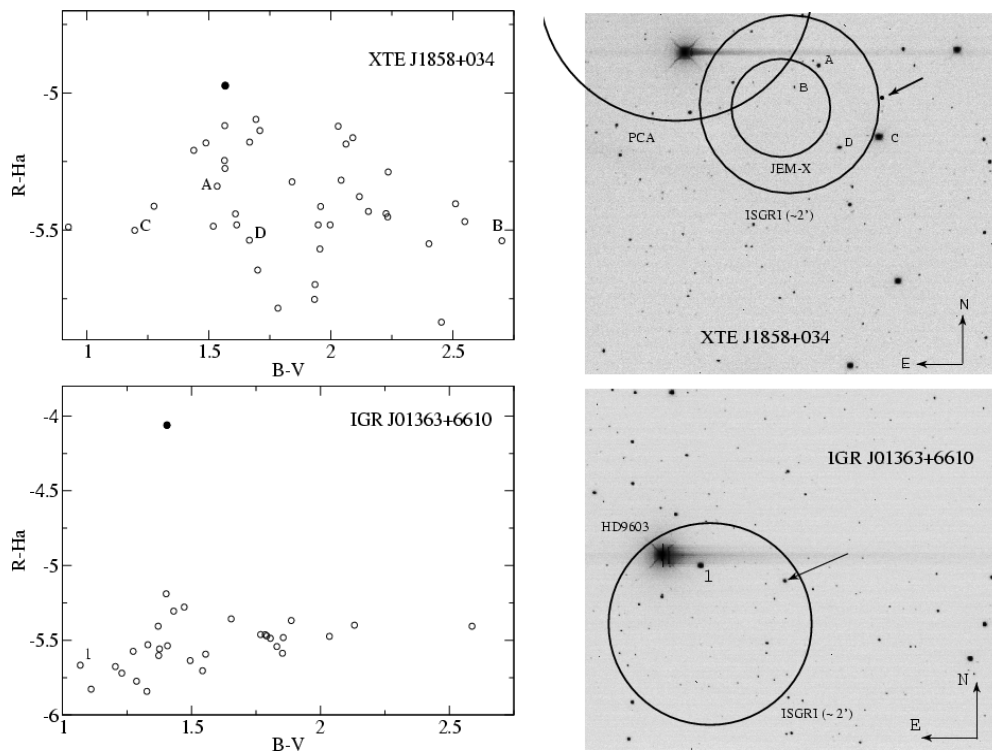 XTE J1858+034
-5
-5.5
R-Ha
A
C
D
B
1
1.5
2
2.5
B-V
A
B
PCA
D
C
JEM-X
ISGRI (~2')
XTE J1858+034
N
E
IGR J01363+6610
-4
-4.5
-5
-5.5
-6
R-Ha
1
1
1.5
2
2.5
B-V
IGR J01363+6610
HD9603
1
ISGRI (~ 2')
N
E